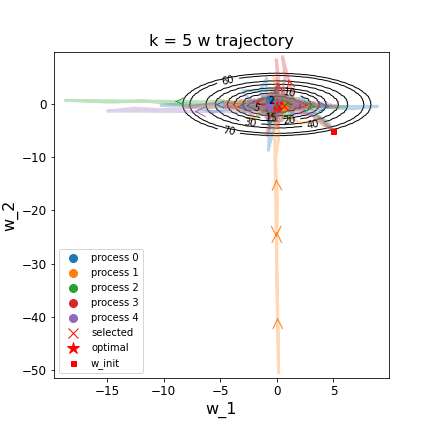 k = 5 w trajectory
w_2
0
−10
−20
−30
−40
−50
60
10
2
5
15
20
30
40
70
process 0
process 1
process 2
process 3
process 4
selected
optimal
w_init
−15
−10
−5
0
5
w_1